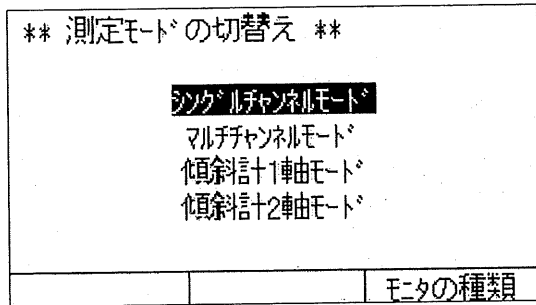 ** 測定ﾓｰﾄﾞの切替え **
ｼﾝｸﾞﾙﾁｬﾝﾈﾙﾓｰﾄﾞ
ﾏﾙﾁﾁｬﾝﾈﾙﾓｰﾄﾞ
傾斜計1軸ﾓｰﾄﾞ
傾斜計2軸ﾓｰﾄﾞ
ﾓﾆﾀの種類